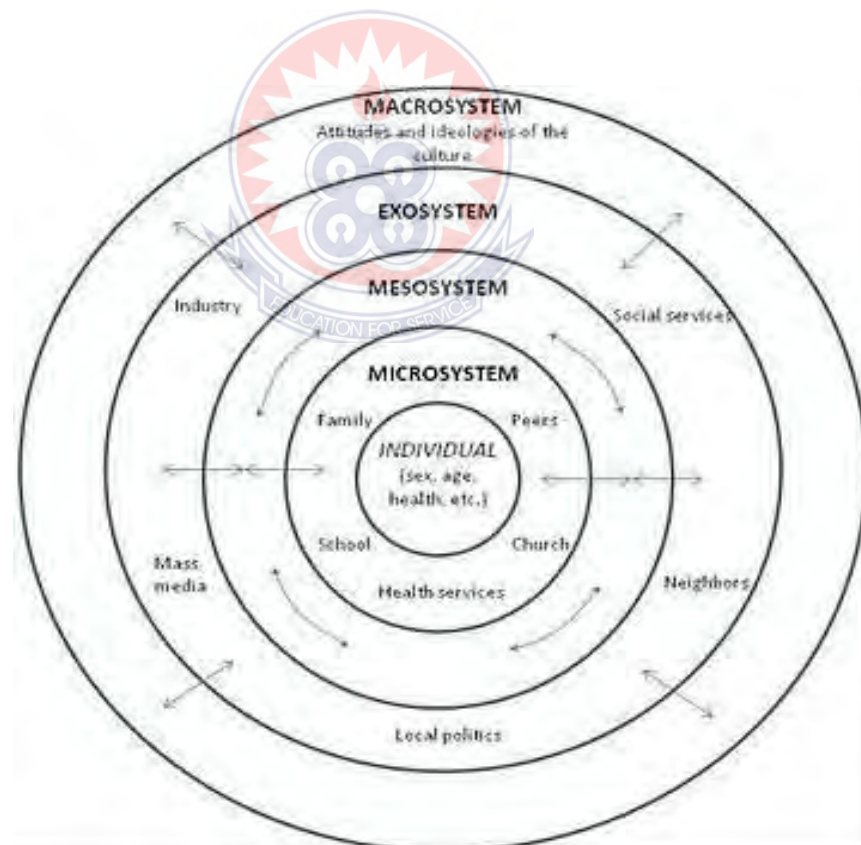 MACROSYSTEM
Attitudes and ideologies of the
culture
EXOSYSTEM
MESOSYSTEM
Industry
Social services
EDUCATION FOR SERVICE
MICROSYSTEM
Family
Peers
INDIVIDUAL
(sex, age,
health, etc.)
School
Church
Mass
media
Health services
Neighbors
Local politics